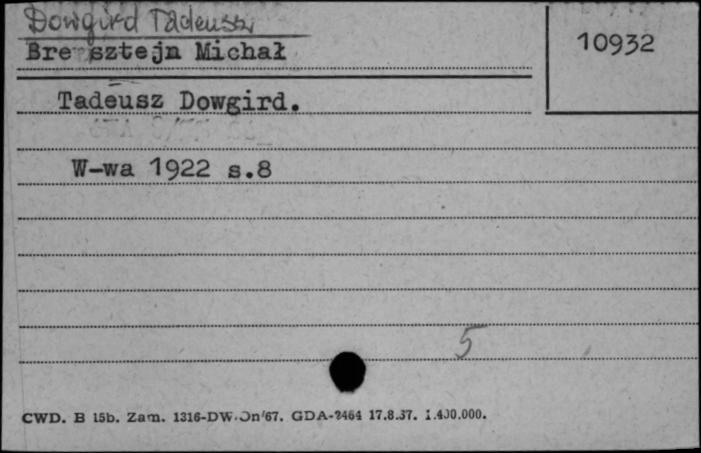 Dowgird Tadeusz
Bre sztejn Michał
10932
Tadeusz Dowgird.
W-wa 1922 s.8
5
CWD. B 15b. Zam. 1316-DW. 67. GDA-2464 17.8.37. 1.400.000.